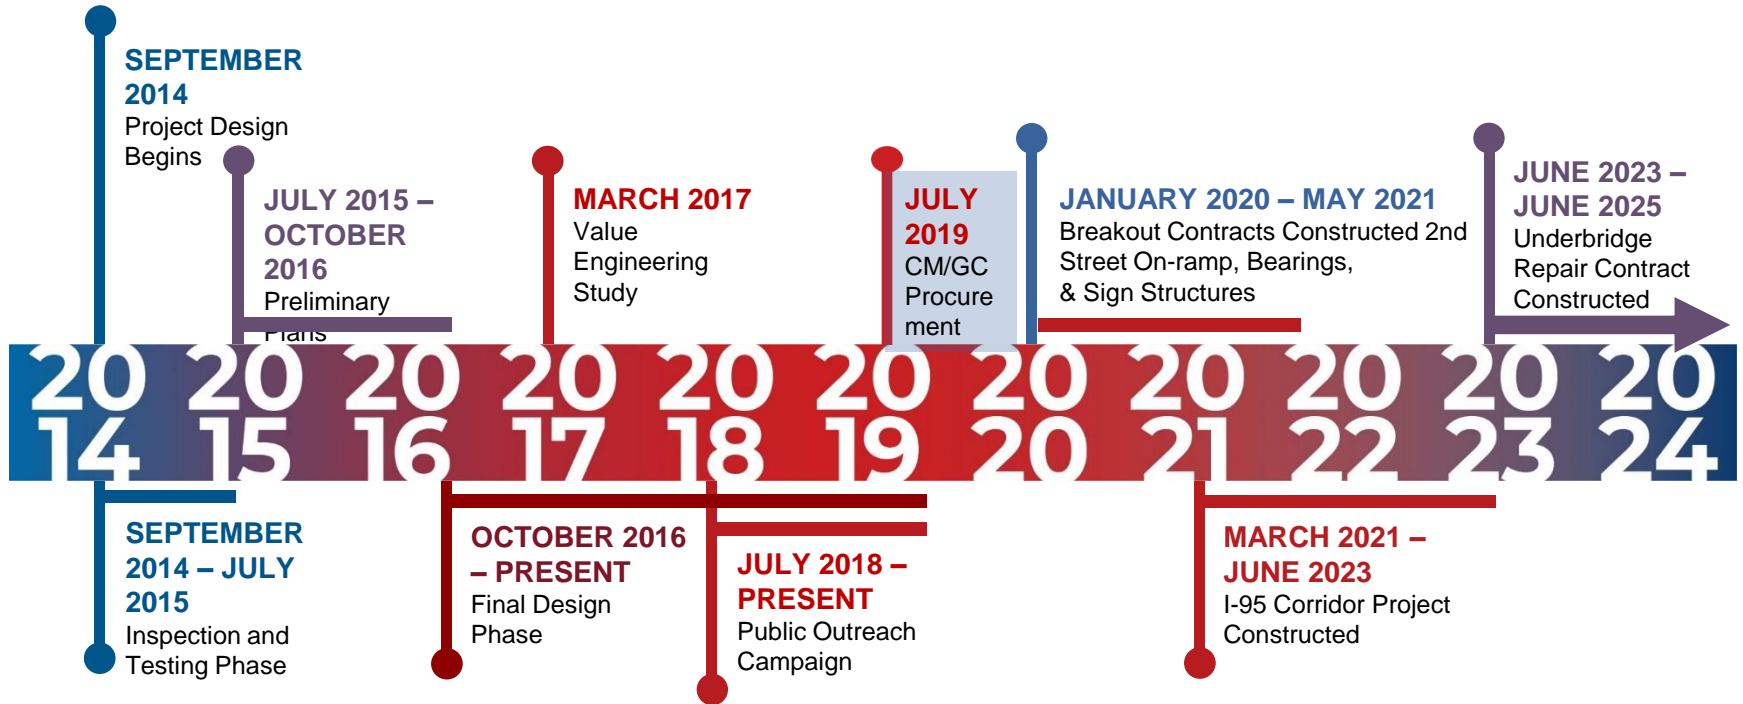 SEPTEMBER
2014
Project Design
Begins
JULY 2015 –
OCTOBER
2016
Preliminary
Plans
MARCH 2017
Value
Engineering
Study
JULY
2019
CM/GC
Procure
ment
JANUARY 2020 – MAY 2021
Breakout Contracts Constructed 2nd
Street On-ramp, Bearings,
& Sign Structures
JUNE 2023 –
JUNE 2025
Underbridge
Repair Contract
Constructed
20 20 20 20 20 20 20 20 20 20 20
14 15 16 17 18 19 20 21 22 23 24
SEPTEMBER
2014 – JULY
2015
Inspection and
Testing Phase
OCTOBER 2016
– PRESENT
Final Design
Phase
JULY 2018 –
PRESENT
Public Outreach
Campaign
MARCH 2021 –
JUNE 2023
I-95 Corridor Project
Constructed